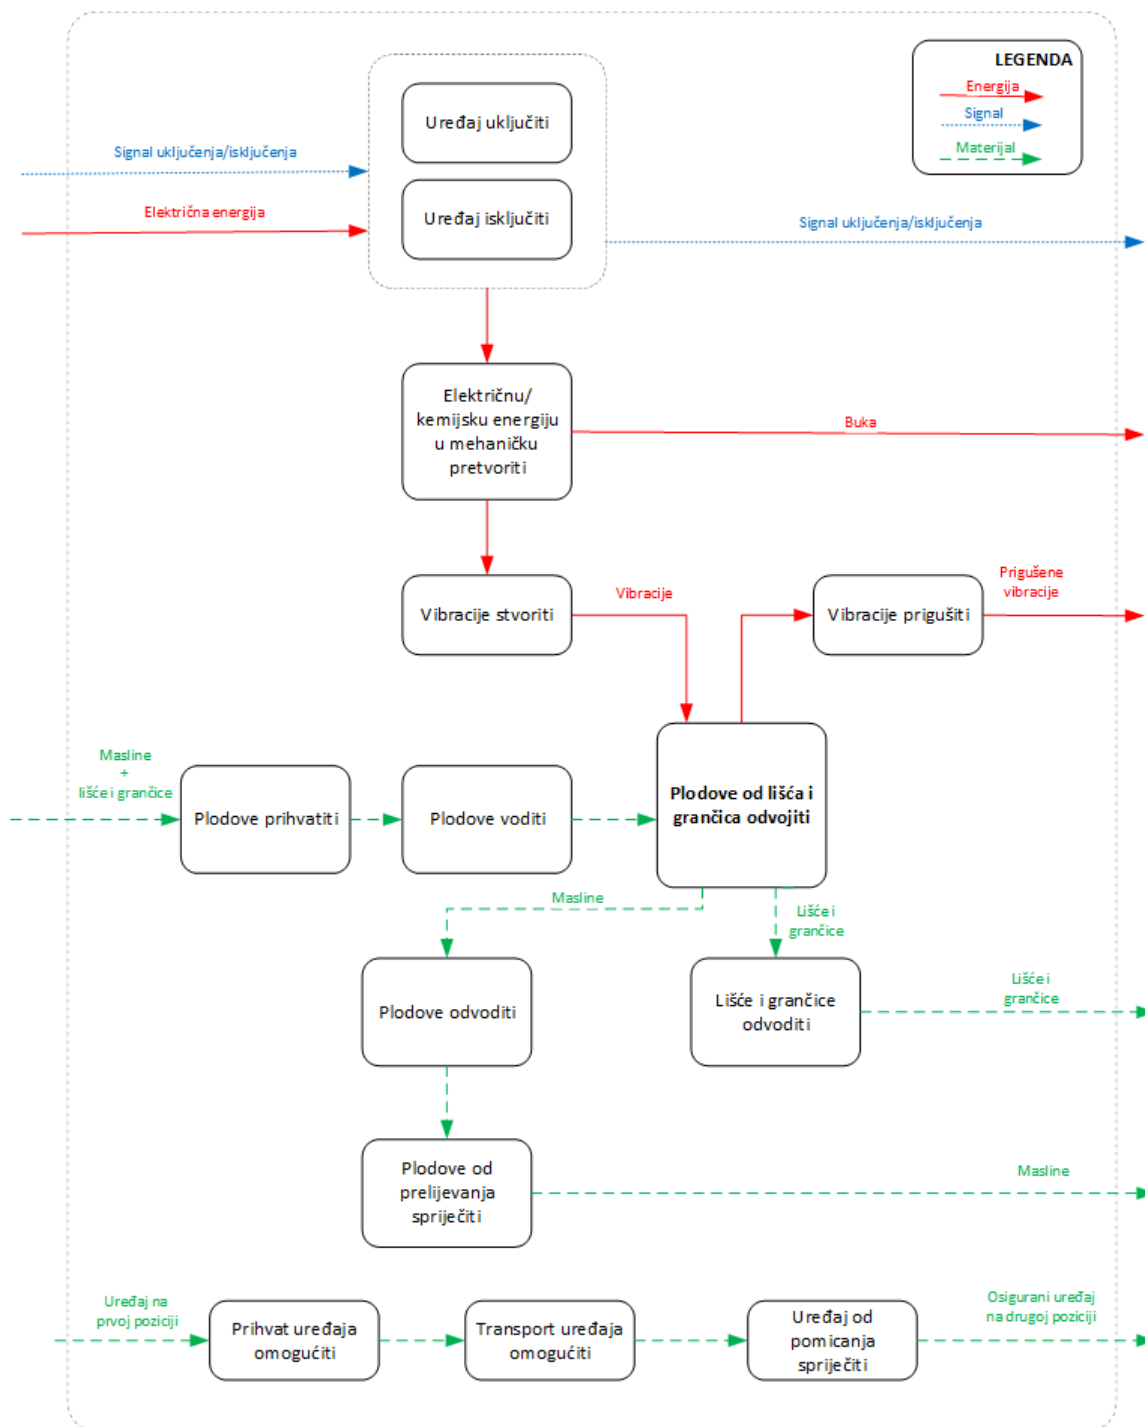 LEGENDA
Energija
Signal
Materijal
Uređaj uključiti
Signal uključenja/isključenja
Električna energija
Uređaj isključiti
Signal uključenja/isključenja
Električnu/
kemijsku energiju
u mehaničku
pretvoriti
Buka
Vibracije stvoriti
Vibracije
Vibracije prigušiti
Prigušene
vibracije
Masline
+
lišće i grančice
Plodove prihvatiti
Plodove voditi
Plodove od lišća i
grančica odvojiti
Masline
Lišće i
grančice
Plodove odvoditi
Lišće i grančice
odvoditi
Lišće i
grančice
Plodove od
prelijevanja
spriječiti
Masline
Uređaj na
prvoj poziciji
Prihvat uređaja
omogućiti
Transport uređaja
omogućiti
Uređaj od
pomicanja
spriječiti
Osigurani uređaj
na drugoj poziciji